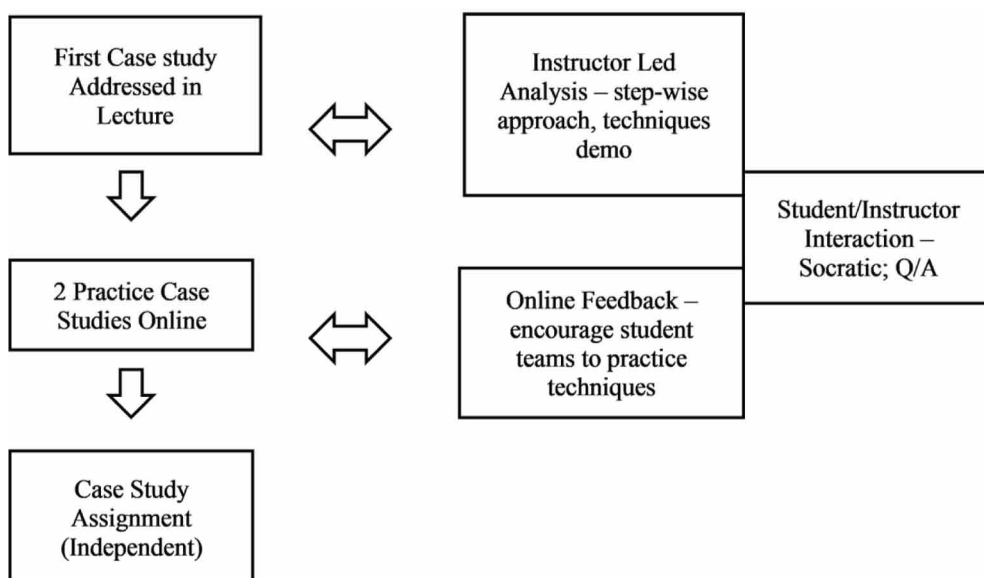 First Case study
Addressed in
Lecture
Instructor Led
Analysis – step-wise
approach, techniques
demo
Student/Instructor
Interaction –
Socratic; Q/A
2 Practice Case
Studies Online
Online Feedback –
encourage student
teams to practice
techniques
Case Study
Assignment
(Independent)